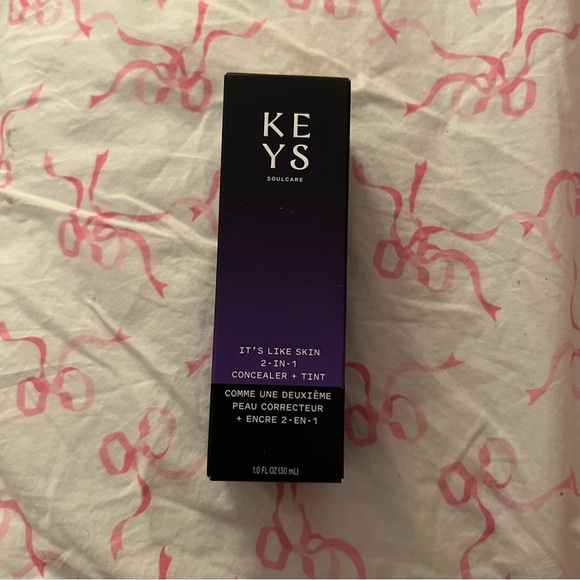 KE
YS
SOULCARE
IT'S LIKE SKIN
2-IN-1
CONCEALER + TINT
COMME UNE DEUXIÈME
PEAU CORRECTEUR
+ ENCRE 2-EN-1
1.0 FL OZ (30 mL)